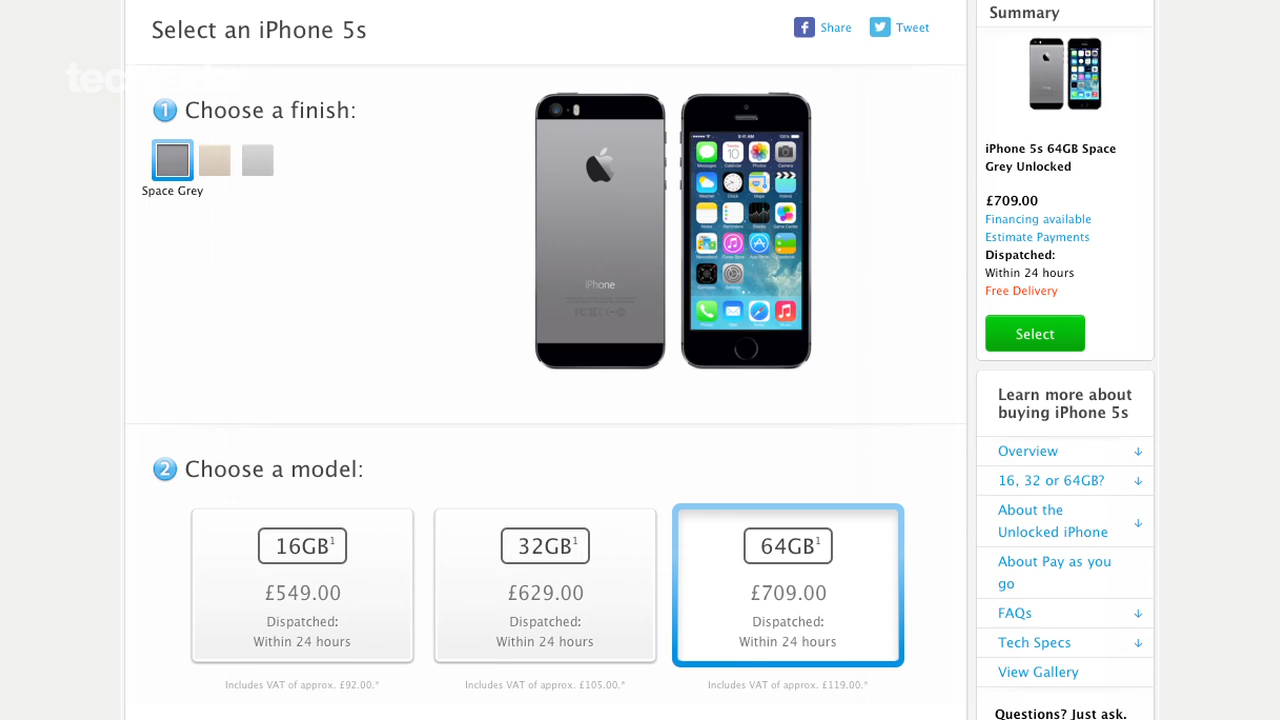 Select an iPhone 5s
Share
Tweet
1 Choose a finish:
Space Grey
iPhone
2 Choose a model:
16GB1
£549.00
Dispatched:
Within 24 hours
Includes VAT of approx. £92.00.*
32GB1
£629.00
Dispatched:
Within 24 hours
Includes VAT of approx. £105.00.*
64GB1
£709.00
Dispatched:
Within 24 hours
Includes VAT of approx. £119.00.*
Summary
iPhone 5s 64GB Space
Grey Unlocked
£709.00
Financing available
Estimate Payments
Dispatched:
Within 24 hours
Free Delivery
Select
Learn more about
buying iPhone 5s
Overview
16, 32 or 64GB?
About the
Unlocked iPhone
About Pay as you
go
FAQs
Tech Specs
View Gallery
Questions? Just ask.